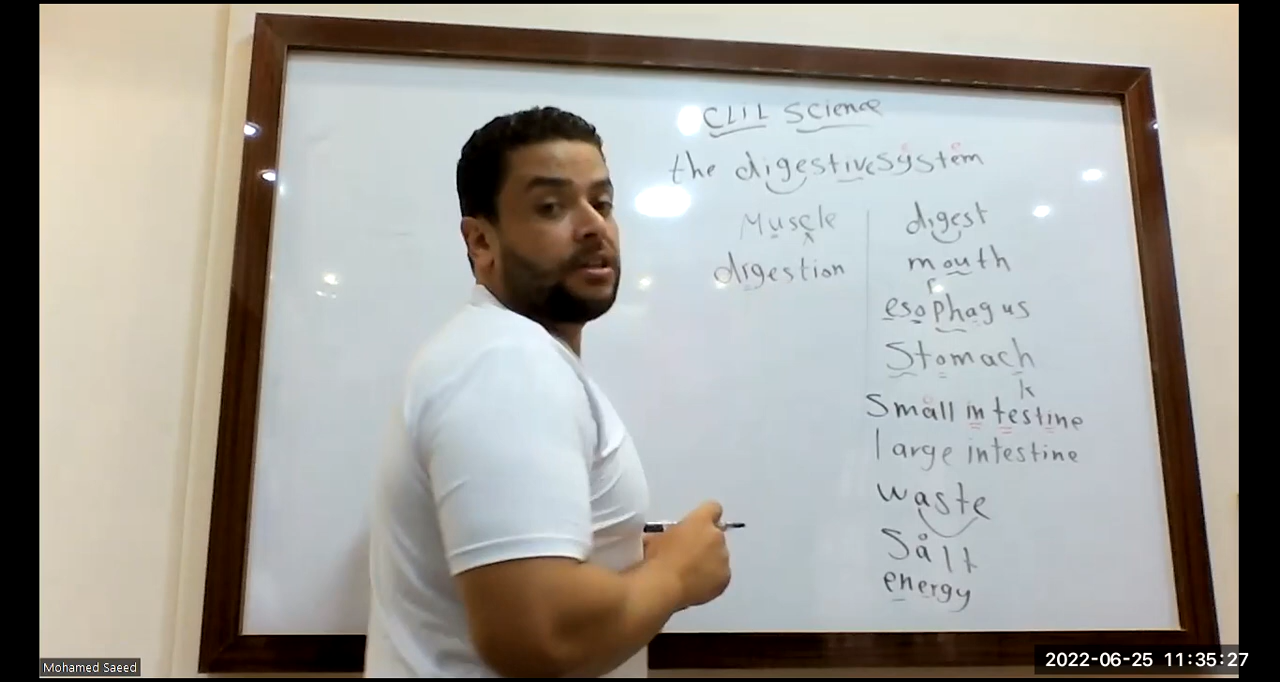 CLIL Science
the digestive system
Muscle
digestion
digest
mouth
F
esophagus
Stomach
k
Small intestine
large intestine
waste
Salt
energy
Mohamed Saeed
2022-06-25 11:35:27